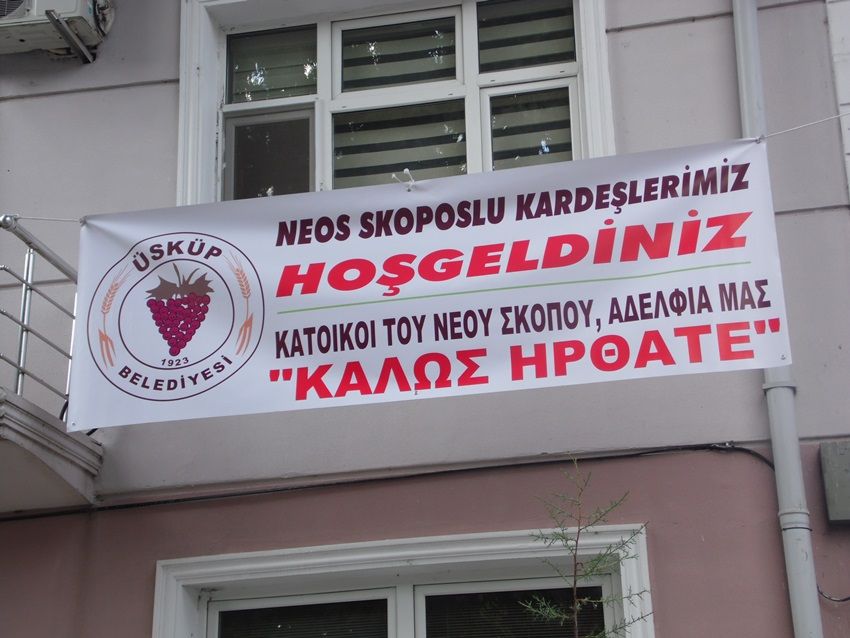 ÜSKÜP
1923
BELEDİYESİ
NEOS SKOPOSLU KARDEŞLERİMİZ
HOŞGELDİNİZ
ΚΑΤΟΙΚΟΙ ΤΟΥ ΝΕΟΥ ΣΚΟΠΟΥ, ΑΔΕΛΦΙΑ ΜΑΣ
"ΚΑΛΩΣ ΗΡΘΑΤΕ"